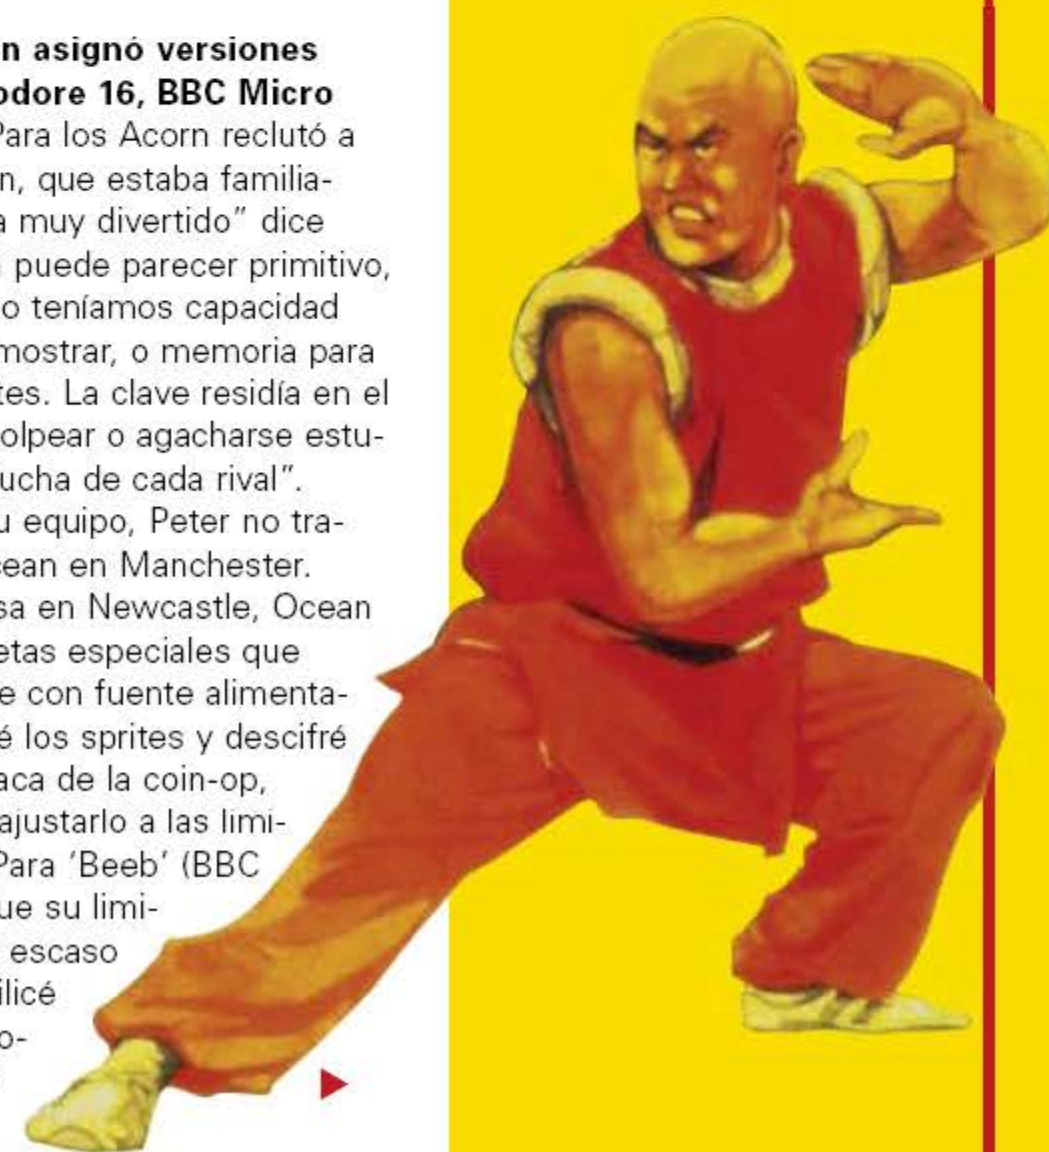 n asignó versiones
odore 16, BBC Micro
Para los Acorn reclutó a
n, que estaba familia-
a muy divertido” dice
puede parecer primitivo,
o teníamos capacidad
mostrar, o memoria para
tes. La clave residía en el
olpear o agacharse estu-
ucha de cada rival”.
u equipo, Peter no tra-
cean en Manchester.
sa en Newcastle, Ocean
etas especiales que
e con fuente alimenta-
é los sprites y descifré
aca de la coin-op,
ajustarlo a las limi-
Para ‘Beeb’ (BBC
ue su limi-
escaso
ilicé
o-